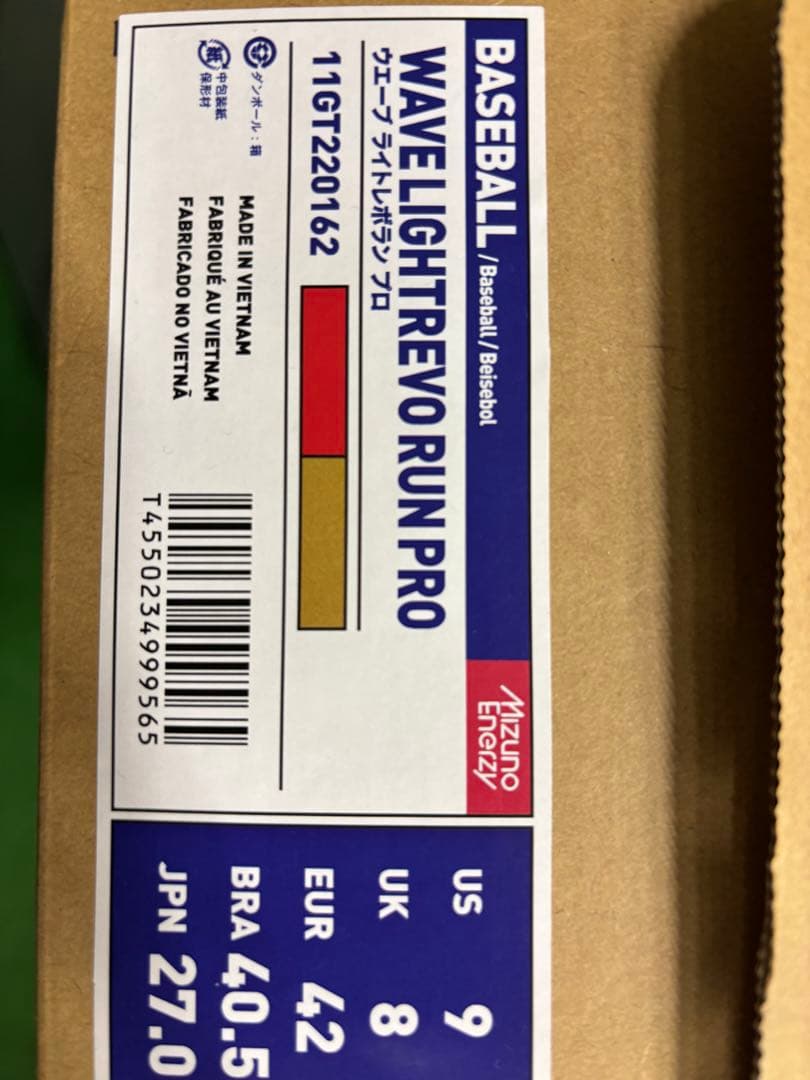 BASEBALL/Baseball/Beisebol
Mizuno
Enerzy
WAVE LIGHTREVO RUN PRO
ウエーブ ライトレボラン プロ
11GT220162
ダンボール：箱
紙
中包装紙
保形材
MADE IN VIETNAM
FABRIQUÉ AU VIETNAM
FABRICADO NO VIETNÃ
T4550234999565
US 9
UK 8
EUR 42
BRA 40.5
JPN 27.0